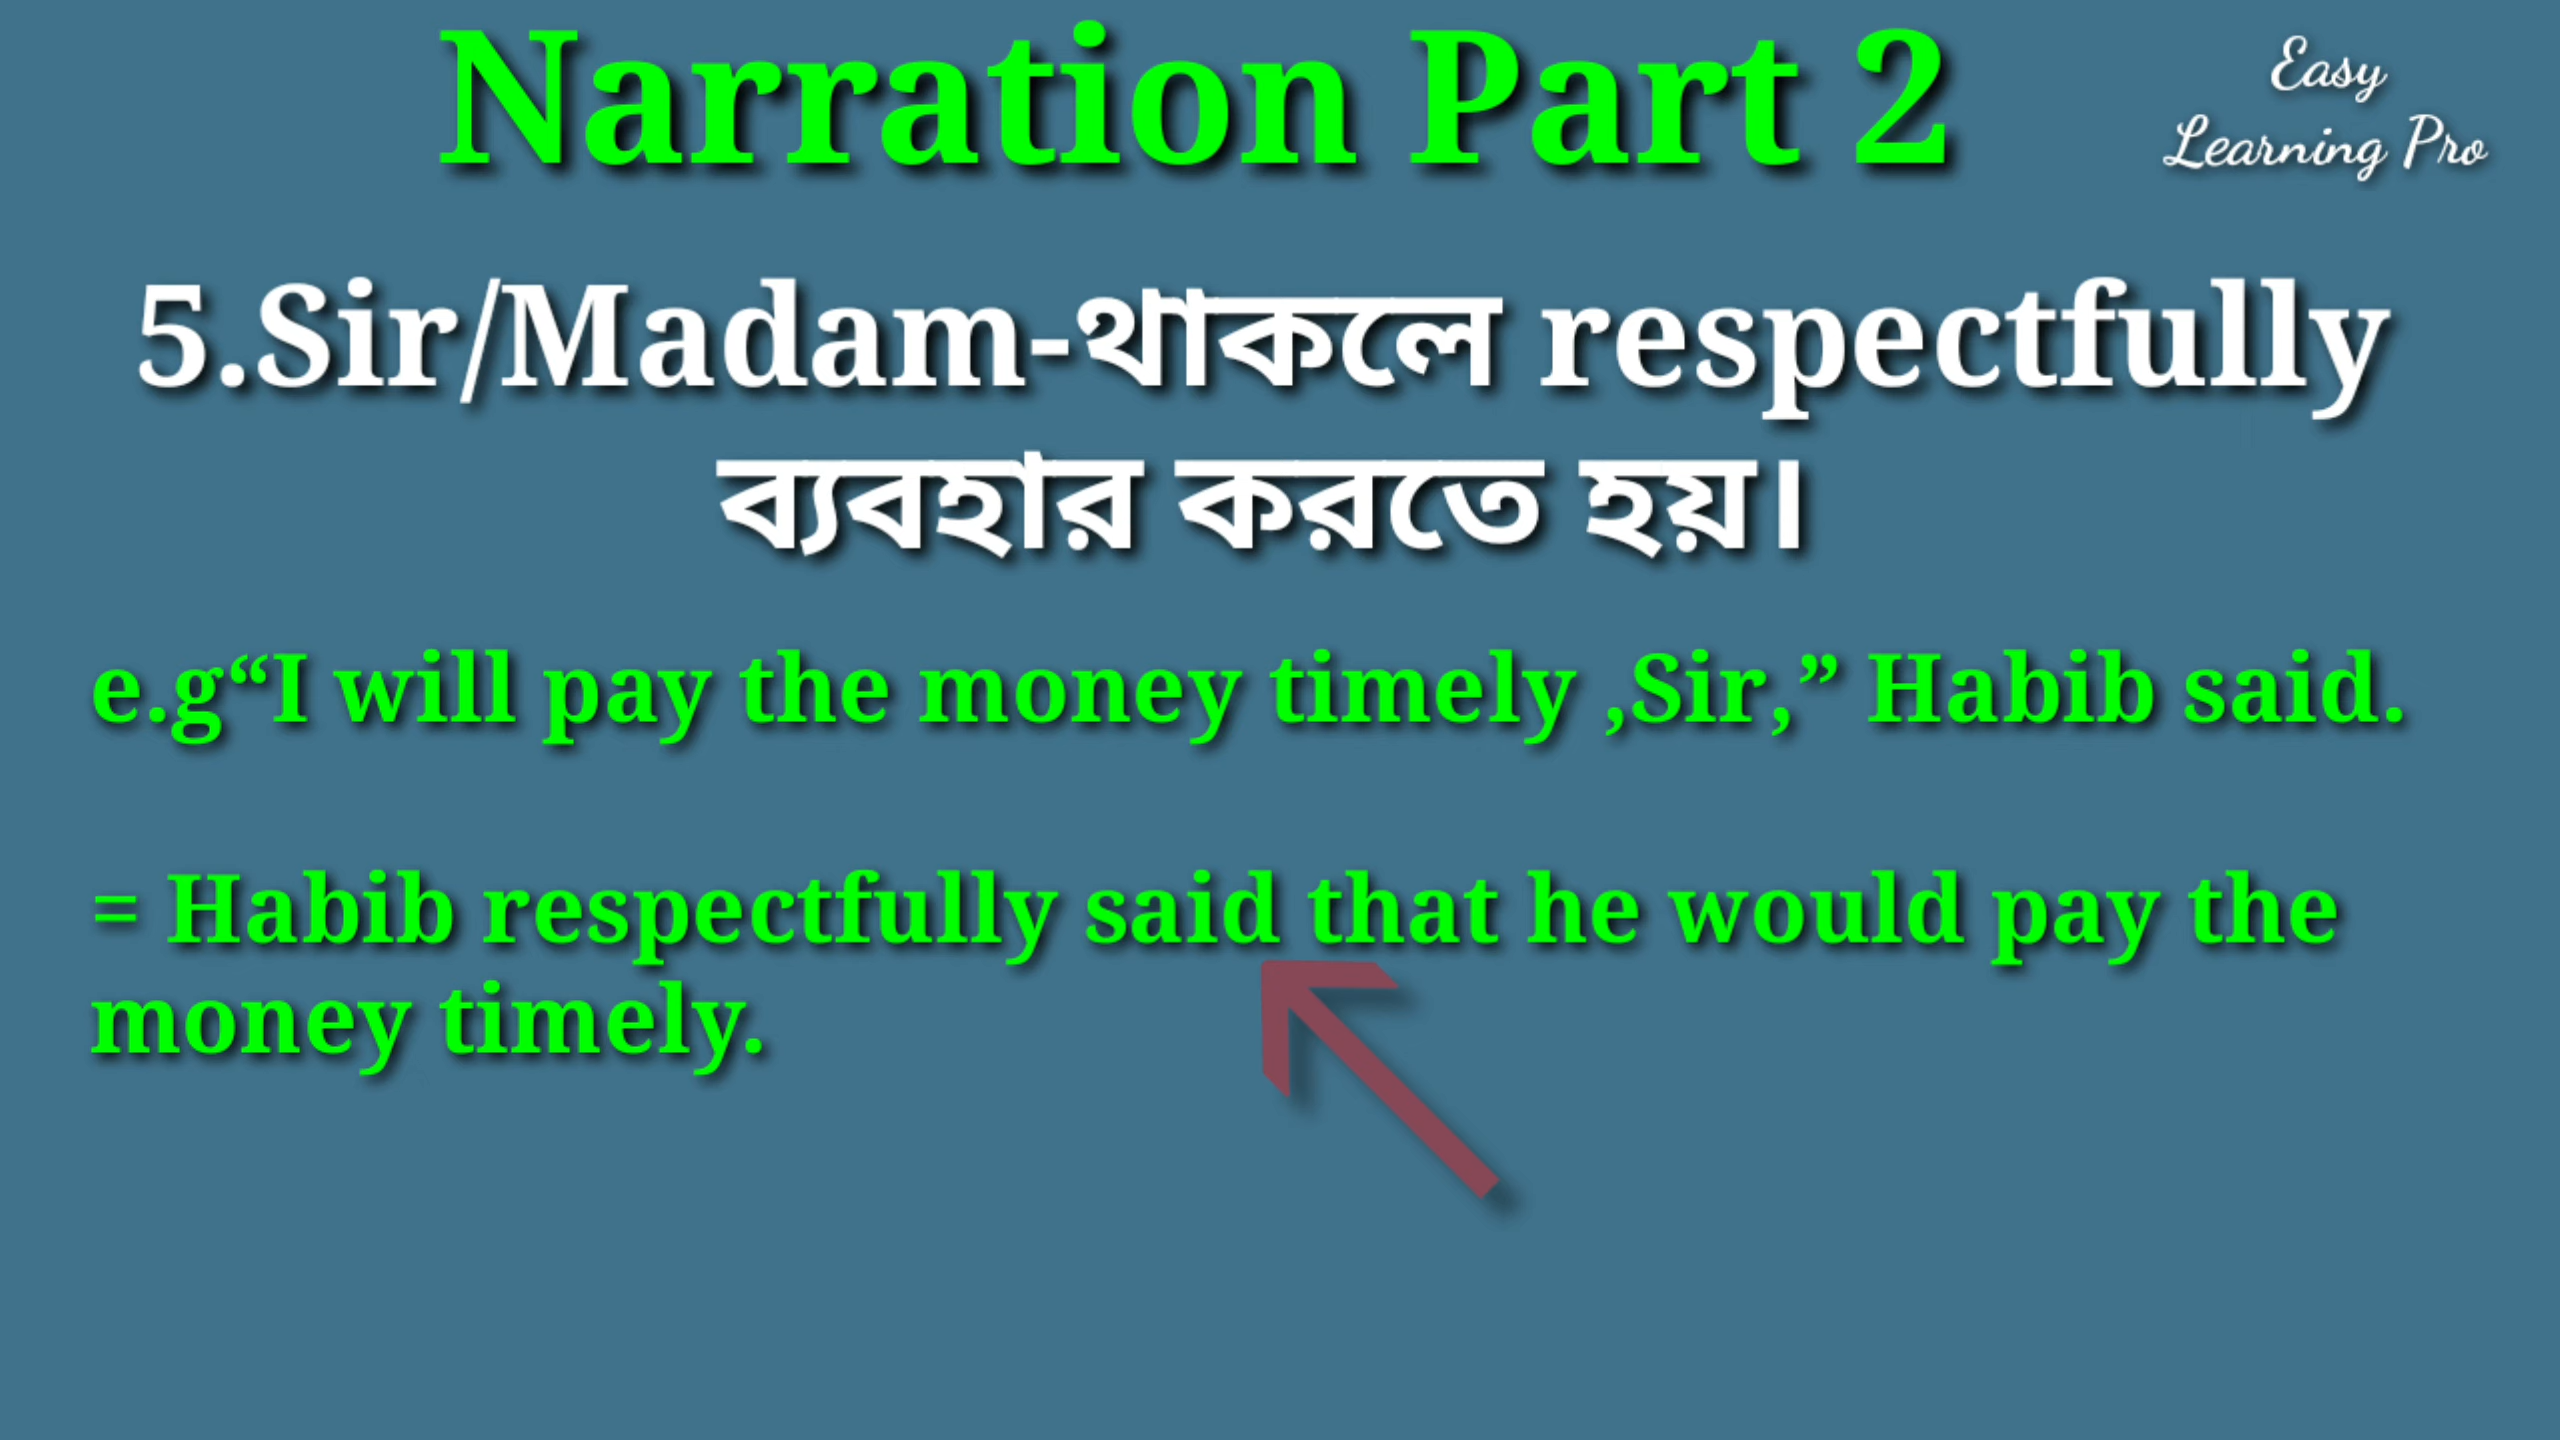 Narration Part 2
Easy
Learning Pro
5.Sir/Madam-থাকলে respectfully
ব্যবহার করতে হয়।
e.g“I will pay the money timely ,Sir,” Habib said.
= Habib respectfully said that he would pay the
money timely.